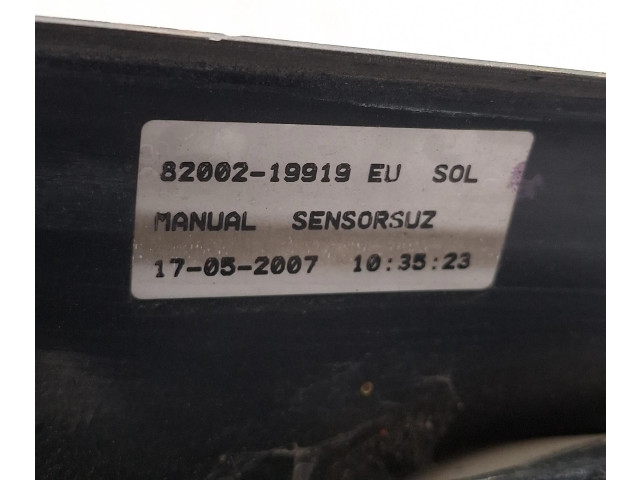 82002-19919 EU SOL
MANUAL SENSORSUZ
17-05-2007 10:35:23